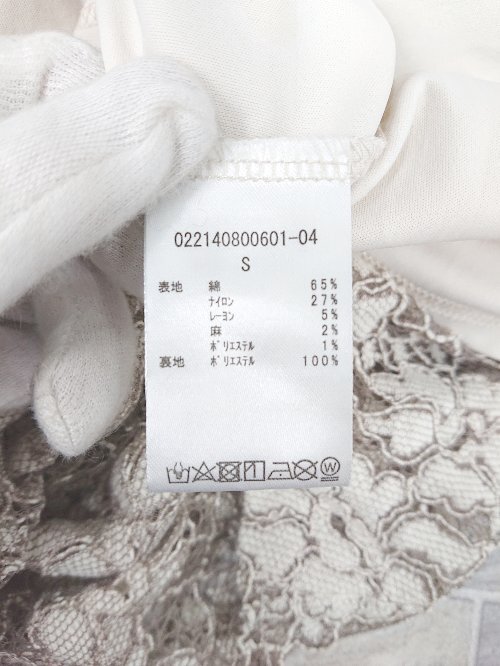 022140800601-04
S
表地 綿 65%
ナイロン 27%
レーヨン 5%
麻 2%
ポリエステル 1%
裏地 ポリエステル 100%
W